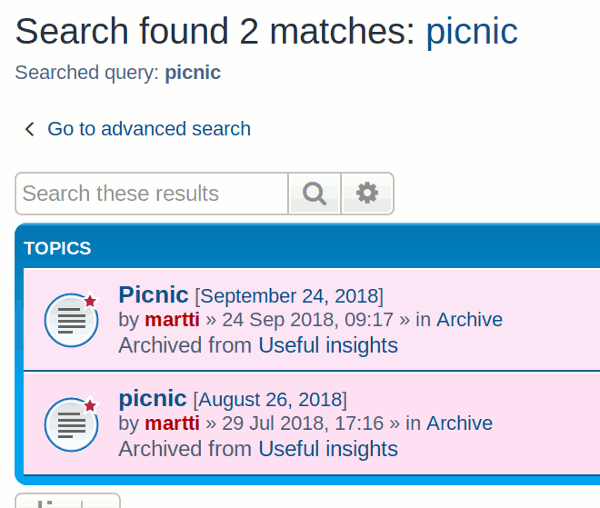 Search found 2 matches: picnic
Searched query: picnic
Go to advanced search
Search these results
TOPICS
Picnic [September 24, 2018]
by martti » 24 Sep 2018, 09:17 » in Archive
Archived from Useful insights
picnic [August 26, 2018]
by martti » 29 Jul 2018, 17:16 » in Archive
Archived from Useful insights